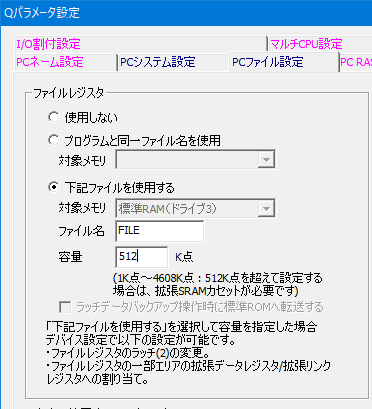 Qパラメータ設定
I/O割付設定
マルチCPU設定
PCネーム設定
PCシステム設定
PCファイル設定
PC RAS
ファイルレジスタ
使用しない
プログラムと同一ファイル名を使用
対象メモリ
下記ファイルを使用する
対象メモリ 標準RAM(ドライブ3)
ファイル名 FILE
容量 512 K点
(1K点～4608K点：512K点を超えて設定する
場合は、拡張SRAMカセットが必要です)
ラッチデータバックアップ操作時に標準ROMへ転送する
「下記ファイルを使用する」を選択して容量を指定した場合
デバイス設定で以下の設定が可能です。
・ファイルレジスタのラッチ(2)の変更。
・ファイルレジスタの一部エリアの拡張データレジスタ/拡張リンク
レジスタへの割り当て。